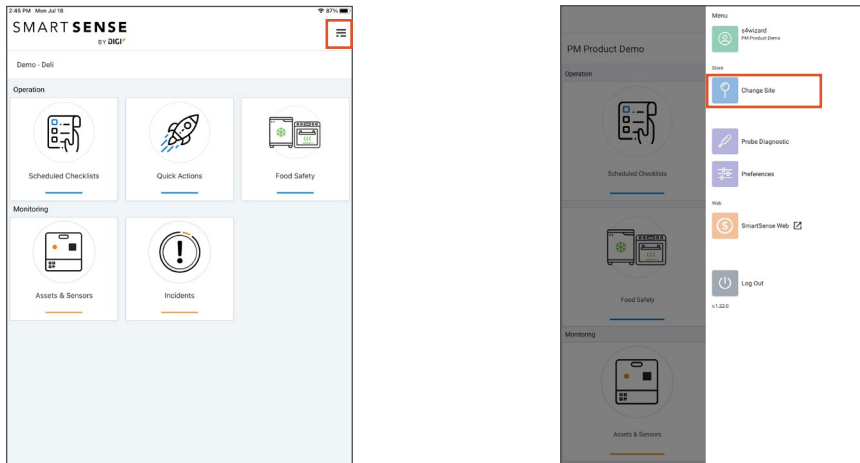 2:45 PM Mon Jul 18
87%
SMARTSENSE
BY DIGI
Demo - Deli
Operation
Scheduled Checklists
Quick Actions
Food Safety
Monitoring
Assets & Sensors
Incidents
PM Product Demo
Operation
Scheduled Checklists
Food Safety
Monitoring
Assets & Sensors
Menu
s4wizard
PM Product Demo
Store
Change Site
Probe Diagnostic
Preferences
Web
SmartSense Web
Log Out
v.1.22.0